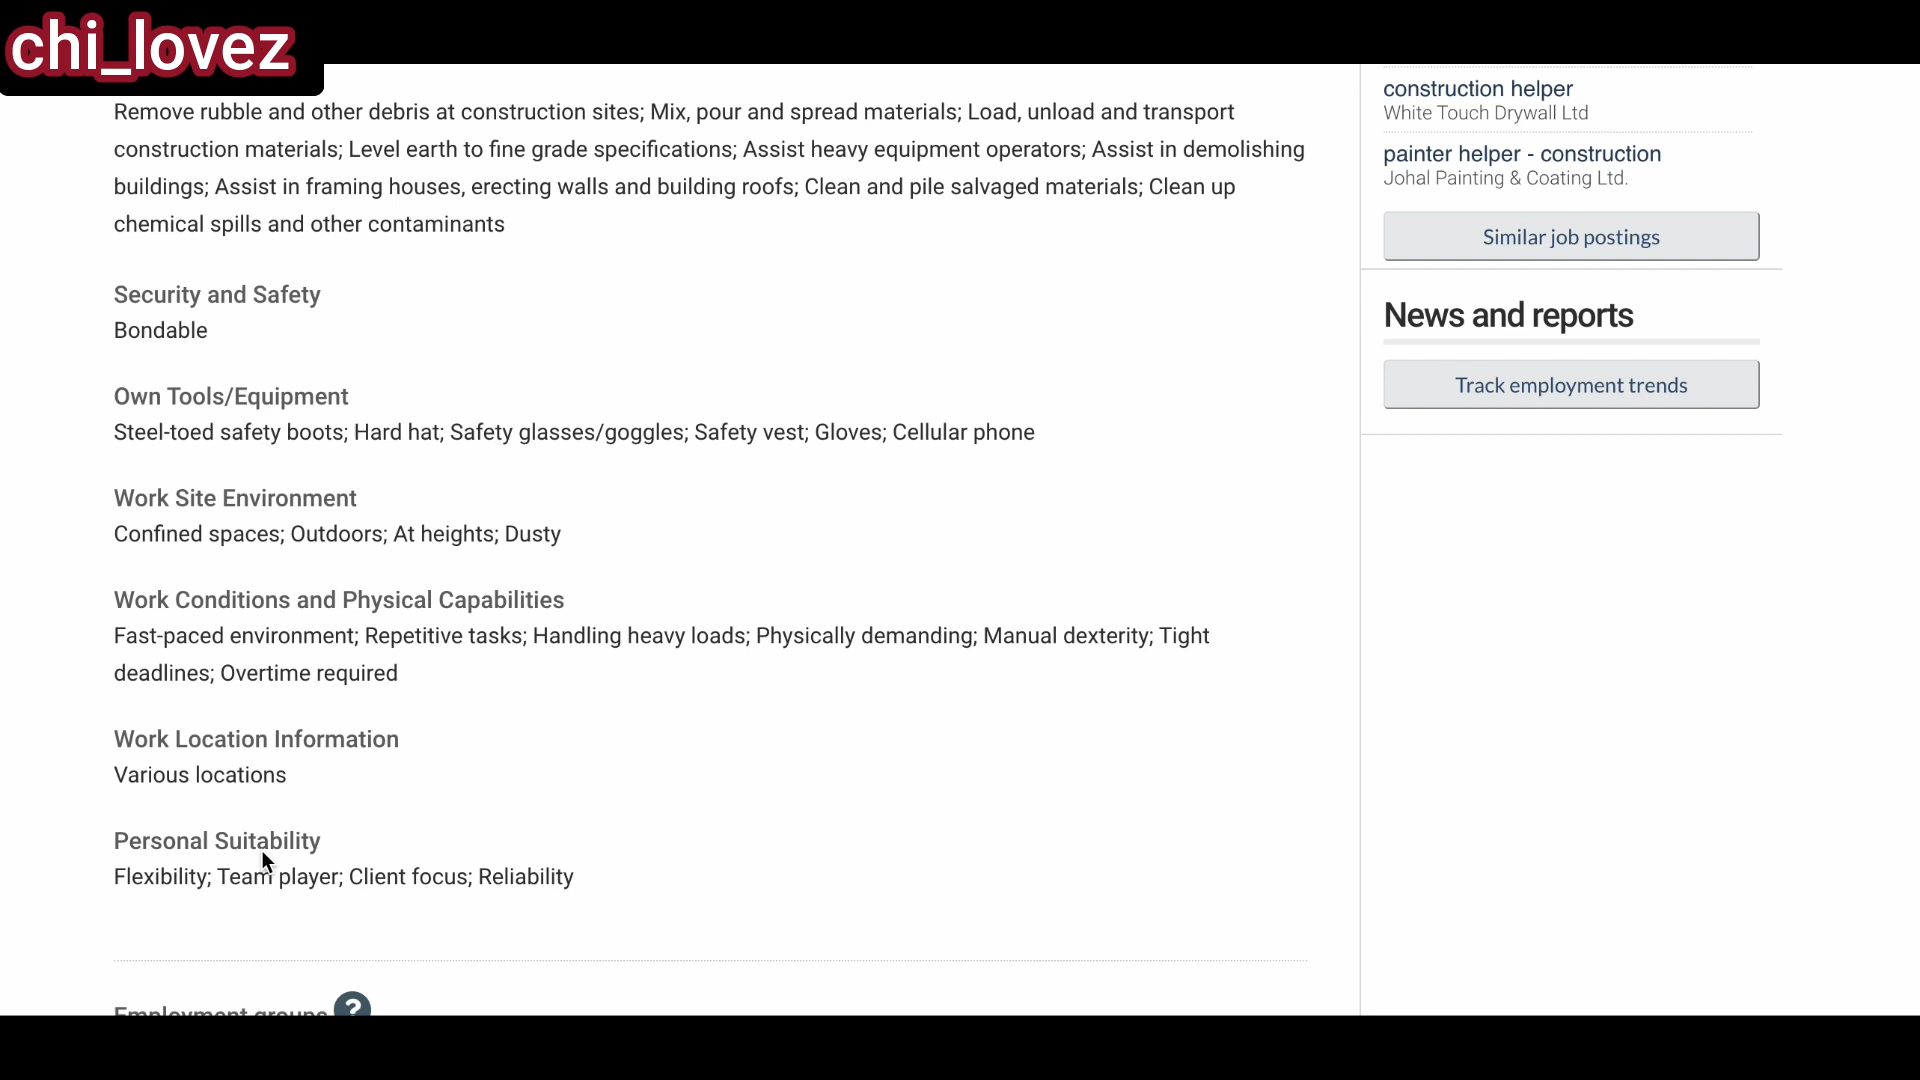 chi_lovez
Remove rubble and other debris at construction sites; Mix, pour and spread materials; Load, unload and transport
construction materials; Level earth to fine grade specifications; Assist heavy equipment operators; Assist in demolishing
buildings; Assist in framing houses, erecting walls and building roofs; Clean and pile salvaged materials; Clean up
chemical spills and other contaminants
Security and Safety
Bondable
Own Tools/Equipment
Steel-toed safety boots; Hard hat; Safety glasses/goggles; Safety vest; Gloves; Cellular phone
Work Site Environment
Confined spaces; Outdoors; At heights; Dusty
Work Conditions and Physical Capabilities
Fast-paced environment; Repetitive tasks; Handling heavy loads; Physically demanding; Manual dexterity; Tight
deadlines; Overtime required
Work Location Information
Various locations
Personal Suitability
Flexibility; Team player; Client focus; Reliability
Employment groups ?
construction helper
White Touch Drywall Ltd
painter helper - construction
Johal Painting & Coating Ltd.
Similar job postings
News and reports
Track employment trends